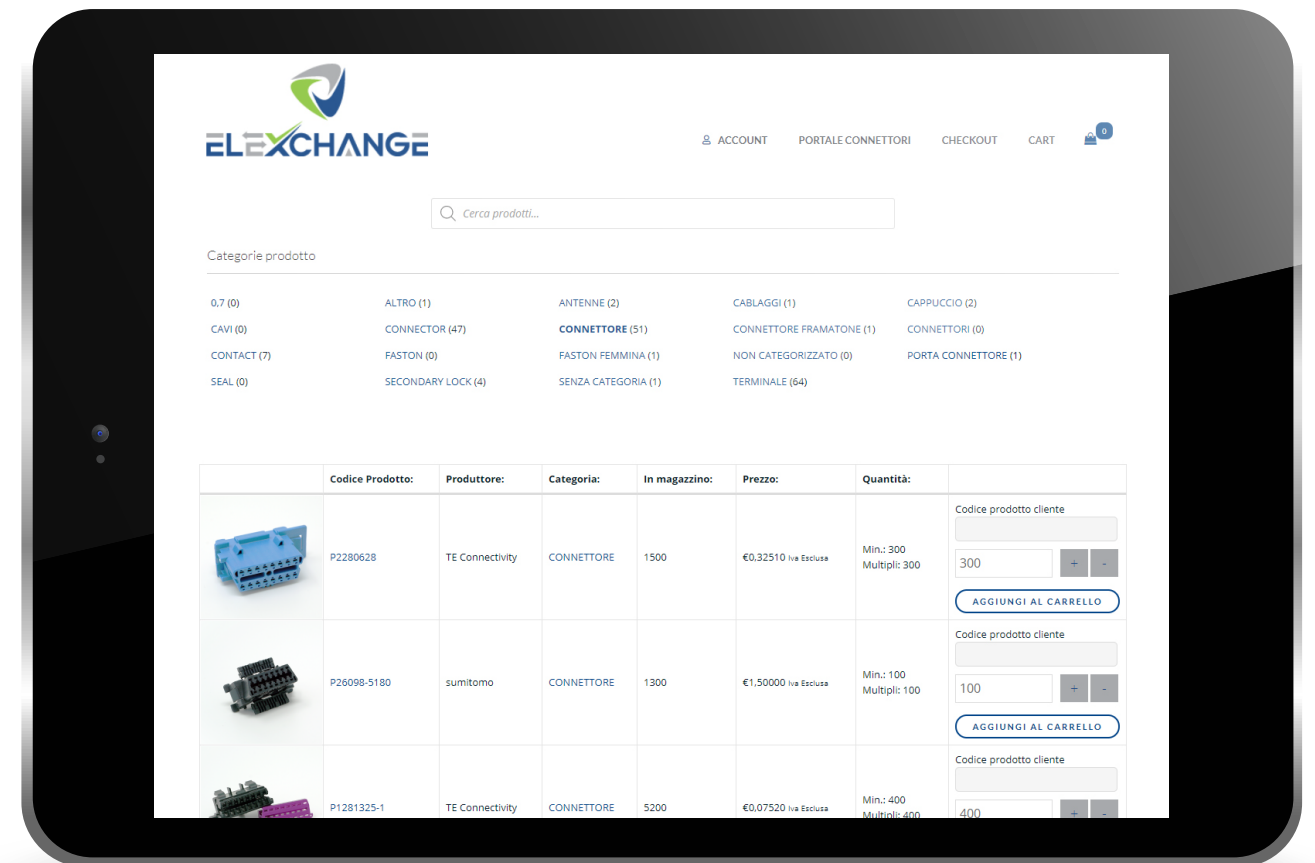 ELEXCHANGE
ACCOUNT PORTALE CONNETTORI CHECKOUT CART 0
Cerca prodotti...
Categorie prodotto
0,7 (0) ALTRO (1) ANTENNE (2) CABLAGGI (1) CAPPUCCIO (2)
CAVI (0) CONNECTOR (47) CONNETTORE (51) CONNETTORE FRAMATONE (1) CONNETTORI (0)
CONTACT (7) FASTON (0) FASTON FEMMINA (1) NON CATEGORIZZATO (0) PORTA CONNETTORE (1)
SEAL (0) SECONDARY LOCK (4) SENZA CATEGORIA (1) TERMINALE (64)
Codice Prodotto: Produttore: Categoria: In magazzino: Prezzo: Quantità:
Codice prodotto cliente
P2280628 TE Connectivity CONNETTORE 1500 €0,32510 Iva Esclusa Min.: 300
Multipli: 300
300 + -
AGGIUNGI AL CARRELLO
Codice prodotto cliente
P26098-5180 sumitomo CONNETTORE 1300 €1,50000 Iva Esclusa Min.: 100
Multipli: 100
100 + -
AGGIUNGI AL CARRELLO
Codice prodotto cliente
P1281325-1 TE Connectivity CONNETTORE 5200 €0,07520 Iva Esclusa Min.: 400
Multipli: 400
400 + -